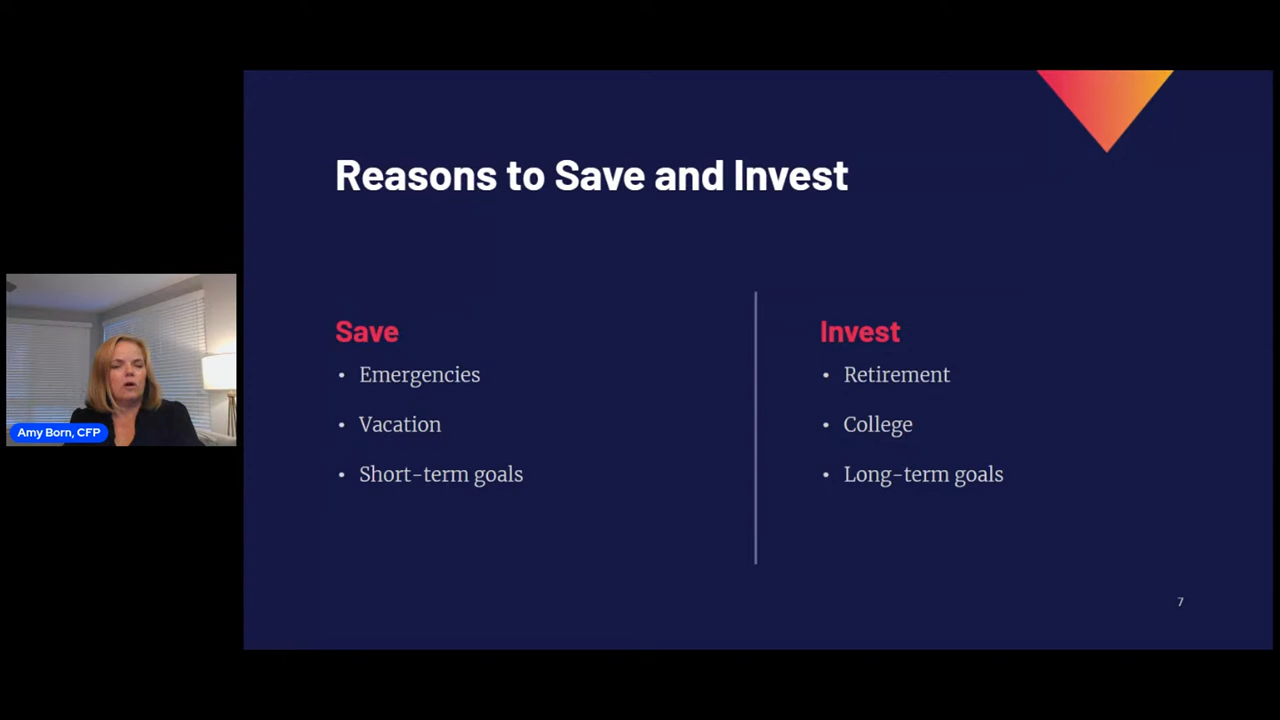 Reasons to Save and Invest
Save
• Emergencies
• Vacation
• Short-term goals
Invest
• Retirement
• College
• Long-term goals
7
Amy Born, CFP